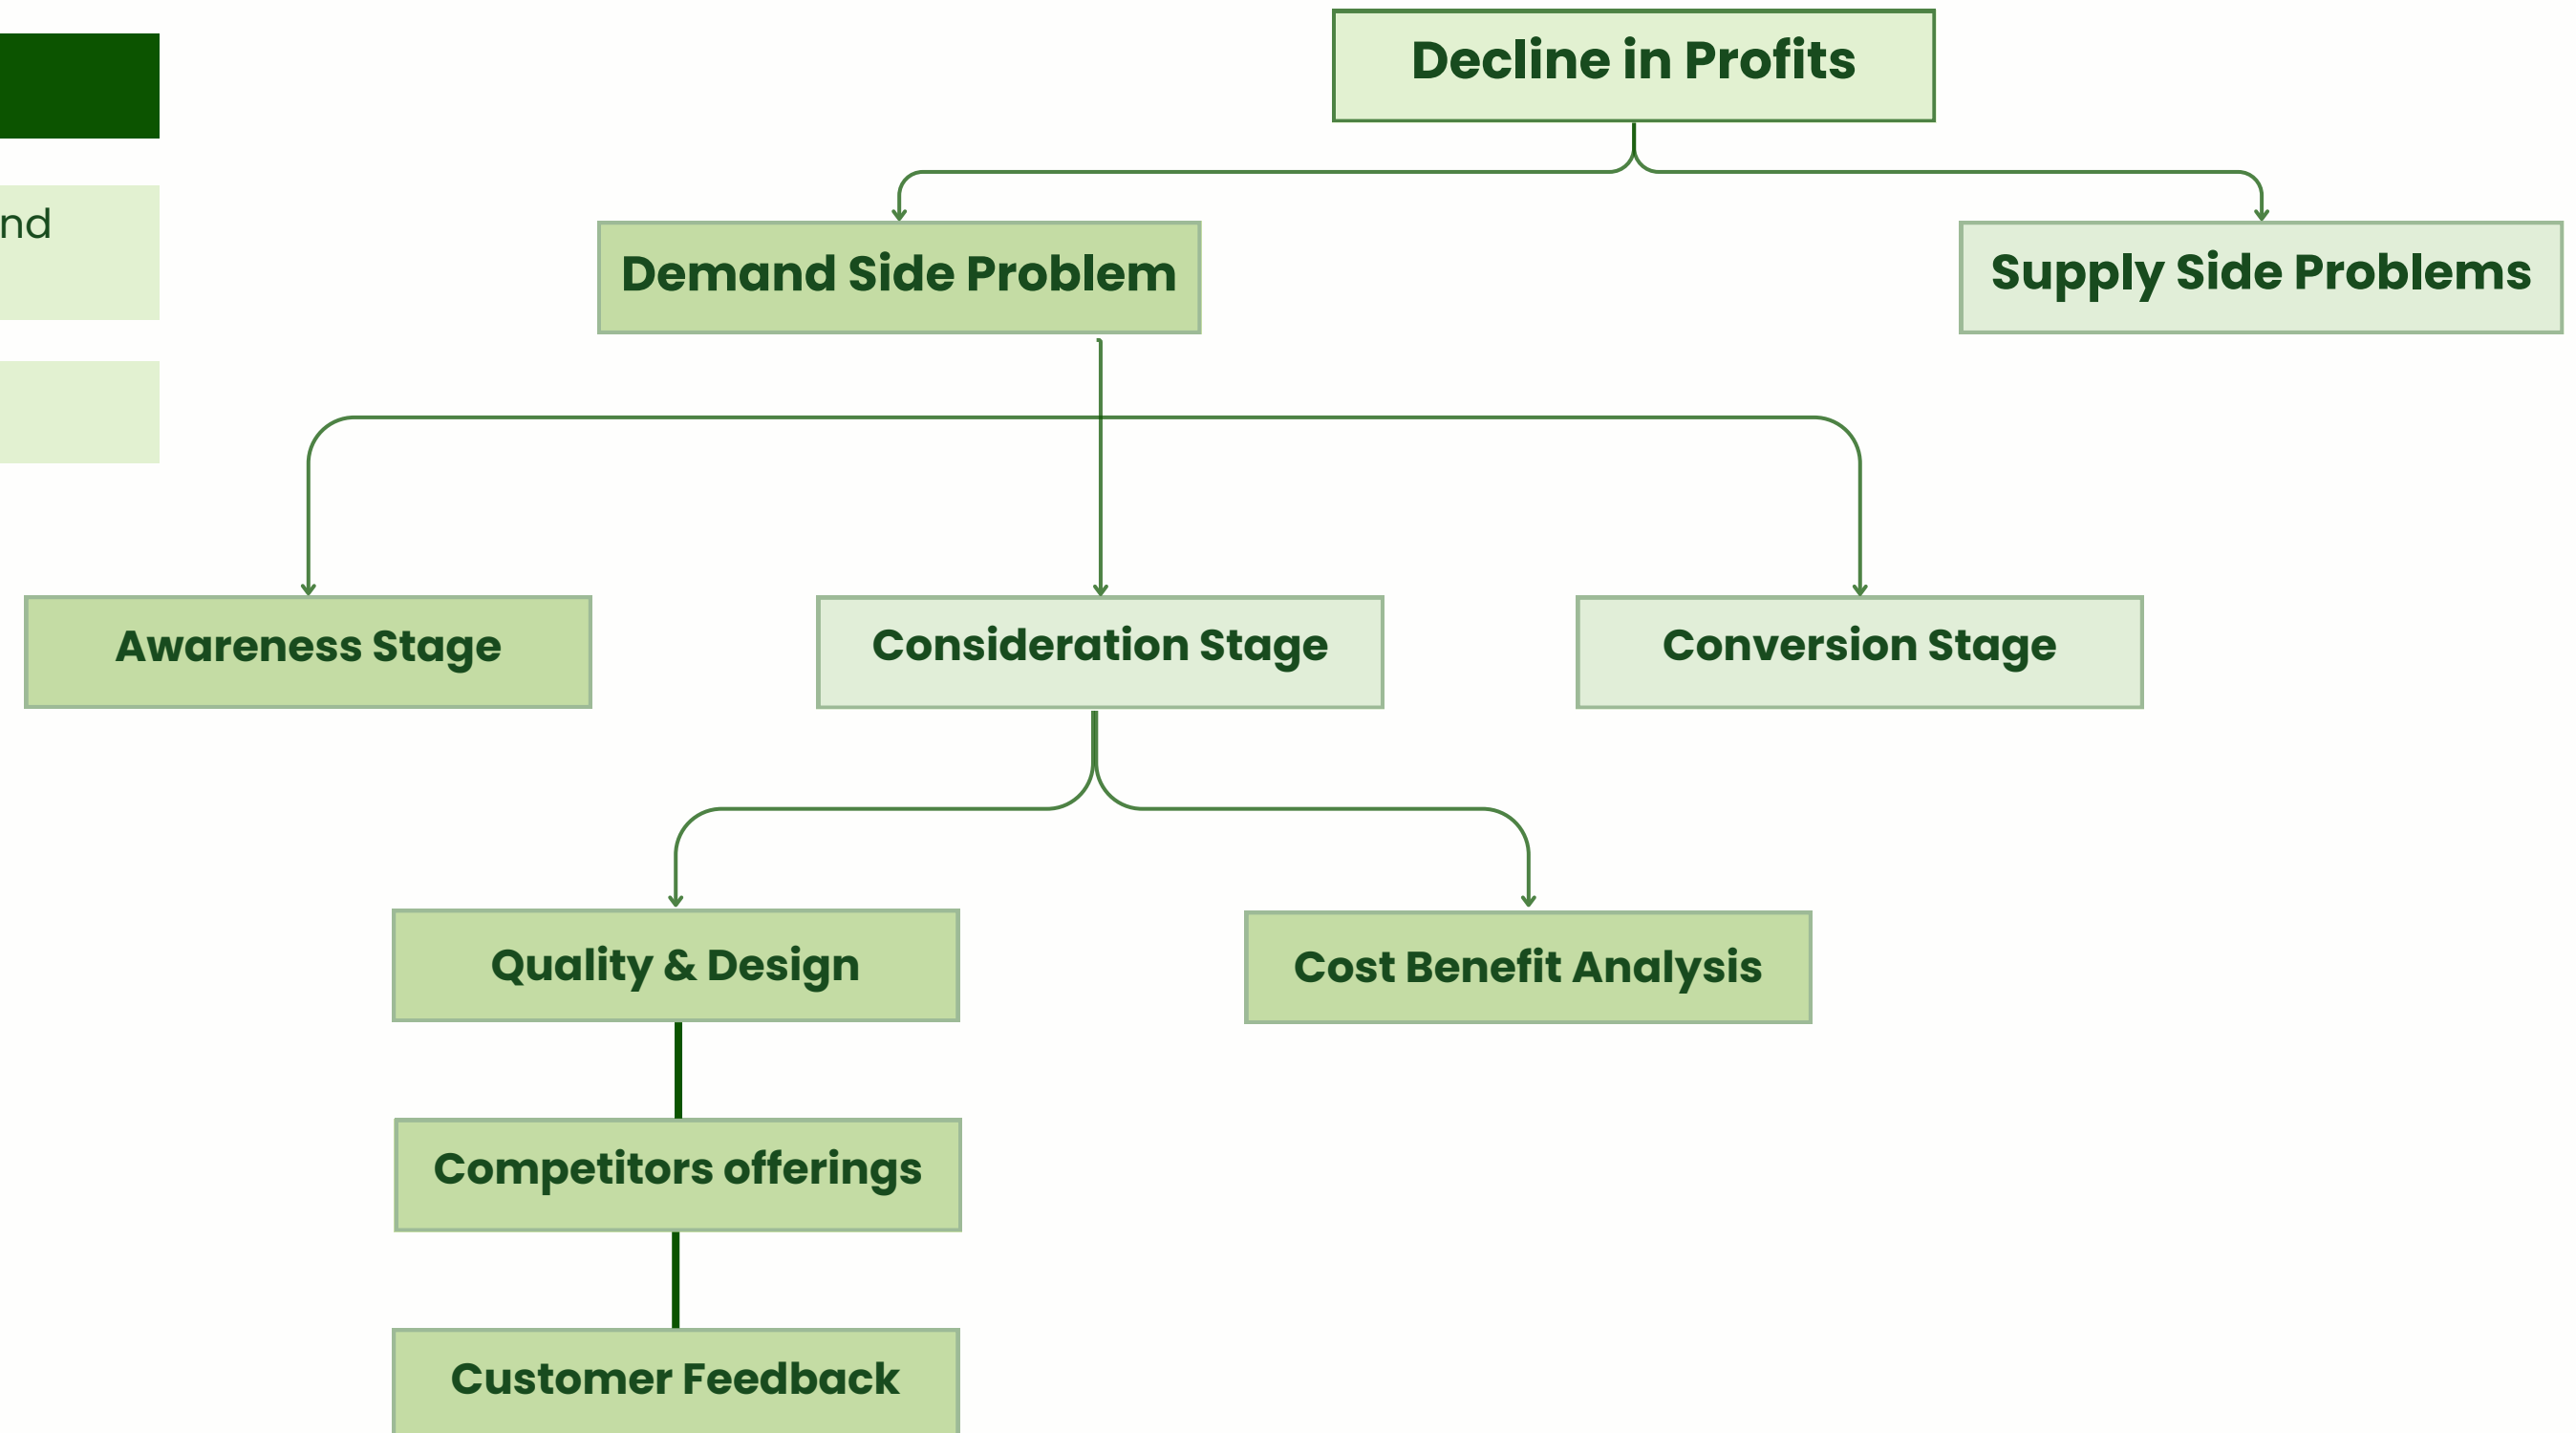 Decline in Profits
nd
Demand Side Problem
Supply Side Problems
Awareness Stage
Consideration Stage
Conversion Stage
Quality & Design
Cost Benefit Analysis
Competitors offerings
Customer Feedback